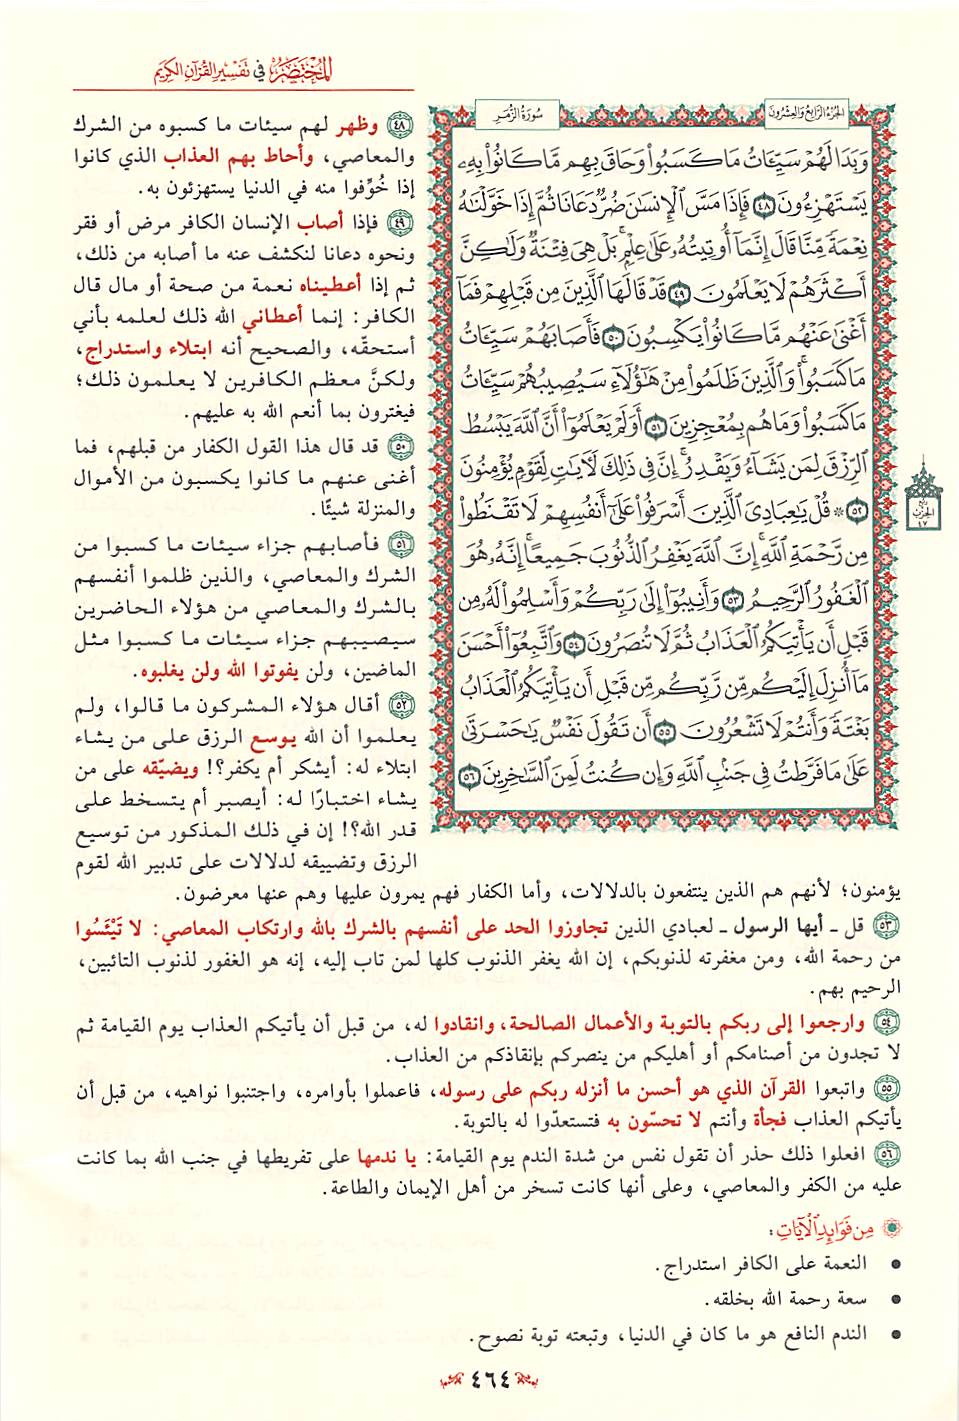 المختصر في تفسير القرآن الكريم
الجزء الرابع والعشرون
سورة الزمر
وَبَدَا لَهُمْ سَيِّـَٔاتُ مَا كَسَبُوا۟ وَحَاقَ بِهِم مَّا كَانُوا۟ بِهِۦ
يَسْتَهْزِءُونَ ٤٨ فَإِذَا مَسَّ ٱلْإِنسَٰنَ ضُرٌّ دَعَانَا ثُمَّ إِذَا خَوَّلْنَٰهُ
نِعْمَةً مِّنَّا قَالَ إِنَّمَآ أُوتِيتُهُۥ عَلَىٰ عِلْمٍۭ ۚ بَلْ هِىَ فِتْنَةٌ وَلَٰكِنَّ
أَكْثَرَهُمْ لَا يَعْلَمُونَ ٤٩ قَدْ قَالَهَا ٱلَّذِينَ مِن قَبْلِهِمْ فَمَآ
أَغْنَىٰ عَنْهُم مَّا كَانُوا۟ يَكْسِبُونَ ٥٠ فَأَصَابَهُمْ سَيِّـَٔاتُ
مَا كَسَبُوا۟ ۚ وَٱلَّذِينَ ظَلَمُوا۟ مِنْ هَٰٓؤُلَآءِ سَيُصِيبُهُمْ سَيِّـَٔاتُ
مَا كَسَبُوا۟ وَمَا هُم بِمُعْجِزِينَ ٥١ أَوَلَمْ يَعْلَمُوٓا۟ أَنَّ ٱللَّهَ يَبْسُطُ
ٱلرِّزْقَ لِمَن يَشَآءُ وَيَقْدِرُ ۚ إِنَّ فِى ذَٰلِكَ لَءَايَٰتٍ لِّقَوْمٍ يُؤْمِنُونَ
٥٢ ۞ قُلْ يَٰعِبَادِىَ ٱلَّذِينَ أَسْرَفُوا۟ عَلَىٰٓ أَنفُسِهِمْ لَا تَقْنَطُوا۟
مِن رَّحْمَةِ ٱللَّهِ ۚ إِنَّ ٱللَّهَ يَغْفِرُ ٱلذُّنُوبَ جَمِيعًا ۚ إِنَّهُۥ هُوَ
ٱلْغَفُورُ ٱلرَّحِيمُ ٥٣ وَأَنِيبُوٓا۟ إِلَىٰ رَبِّكُمْ وَأَسْلِمُوا۟ لَهُۥ مِن
قَبْلِ أَن يَأْتِيَكُمُ ٱلْعَذَابُ ثُمَّ لَا تُنصَرُونَ ٥٤ وَٱتَّبِعُوٓا۟ أَحْسَنَ
مَآ أُنزِلَ إِلَيْكُم مِّن رَّبِّكُم مِّن قَبْلِ أَن يَأْتِيَكُمُ ٱلْعَذَابُ
بَغْتَةً وَأَنتُمْ لَا تَشْعُرُونَ ٥٥ أَن تَقُولَ نَفْسٌ يَٰحَسْرَتَىٰ
عَلَىٰ مَا فَرَّطتُ فِى جَنۢبِ ٱللَّهِ وَإِن كُنتُ لَمِنَ ٱلسَّٰخِرِينَ ٥٦
ربع
الحزب
٤٧
٤٨ وظهر لهم سيئات ما كسبوه من الشرك
والمعاصي، وأحاط بهم العذاب الذي كانوا
إذا خُوِّفوا منه في الدنيا يستهزئون به.
٤٩ فإذا أصاب الإنسان الكافر مرض أو فقر
ونحوه دعانا لنكشف عنه ما أصابه من ذلك،
ثم إذا أعطيناه نعمة من صحة أو مال قال
الكافر: إنما أعطاني الله ذلك لعلمه بأني
أستحقّه، والصحيح أنه ابتلاء واستدراج،
ولكنَّ معظم الكافرين لا يعلمون ذلك؛
فيغترون بما أنعم الله به عليهم.
٥٠ قد قال هذا القول الكفار من قبلهم، فما
أغنى عنهم ما كانوا يكسبون من الأموال
والمنزلة شيئًا.
٥١ فأصابهم جزاء سيئات ما كسبوا من
الشرك والمعاصي، والذين ظلموا أنفسهم
بالشرك والمعاصي من هؤلاء الحاضرين
سيصيبهم جزاء سيئات ما كسبوا مثل
الماضين، ولن يفوتوا الله ولن يغلبوه.
٥٢ أقال هؤلاء المشركون ما قالوا، ولم
يعلموا أن الله يوسع الرزق على من يشاء
ابتلاء له: أيشكر أم يكفر؟! ويضيّقه على من
يشاء اختبارًا له: أيصبر أم يتسخط على
قدر الله؟! إن في ذلك المذكور من توسيع
الرزق وتضييقه لدلالات على تدبير الله لقوم
يؤمنون؛ لأنهم هم الذين ينتفعون بالدلالات، وأما الكفار فهم يمرون عليها وهم عنها معرضون.
٥٣ قل ـ أيها الرسول ـ لعبادي الذين تجاوزوا الحد على أنفسهم بالشرك بالله وارتكاب المعاصي: لا تَيْئَسُوا
من رحمة الله، ومن مغفرته لذنوبكم، إن الله يغفر الذنوب كلها لمن تاب إليه، إنه هو الغفور لذنوب التائبين،
الرحيم بهم.
٥٤ وارجعوا إلى ربكم بالتوبة والأعمال الصالحة، وانقادوا له، من قبل أن يأتيكم العذاب يوم القيامة ثم
لا تجدون من أصنامكم أو أهليكم من ينصركم بإنقاذكم من العذاب.
٥٥ واتبعوا القرآن الذي هو أحسن ما أنزله ربكم على رسوله، فاعملوا بأوامره، واجتنبوا نواهيه، من قبل أن
يأتيكم العذاب فجأة وأنتم لا تحسّون به فتستعدّوا له بالتوبة.
٥٦ افعلوا ذلك حذر أن تقول نفس من شدة الندم يوم القيامة: يا ندمها على تفريطها في جنب الله بما كانت
عليه من الكفر والمعاصي، وعلى أنها كانت تسخر من أهل الإيمان والطاعة.
من فوائد الآيات:
• النعمة على الكافر استدراج.
• سعة رحمة الله بخلقه.
• الندم النافع هو ما كان في الدنيا، وتبعته توبة نصوح.
٤٦٤